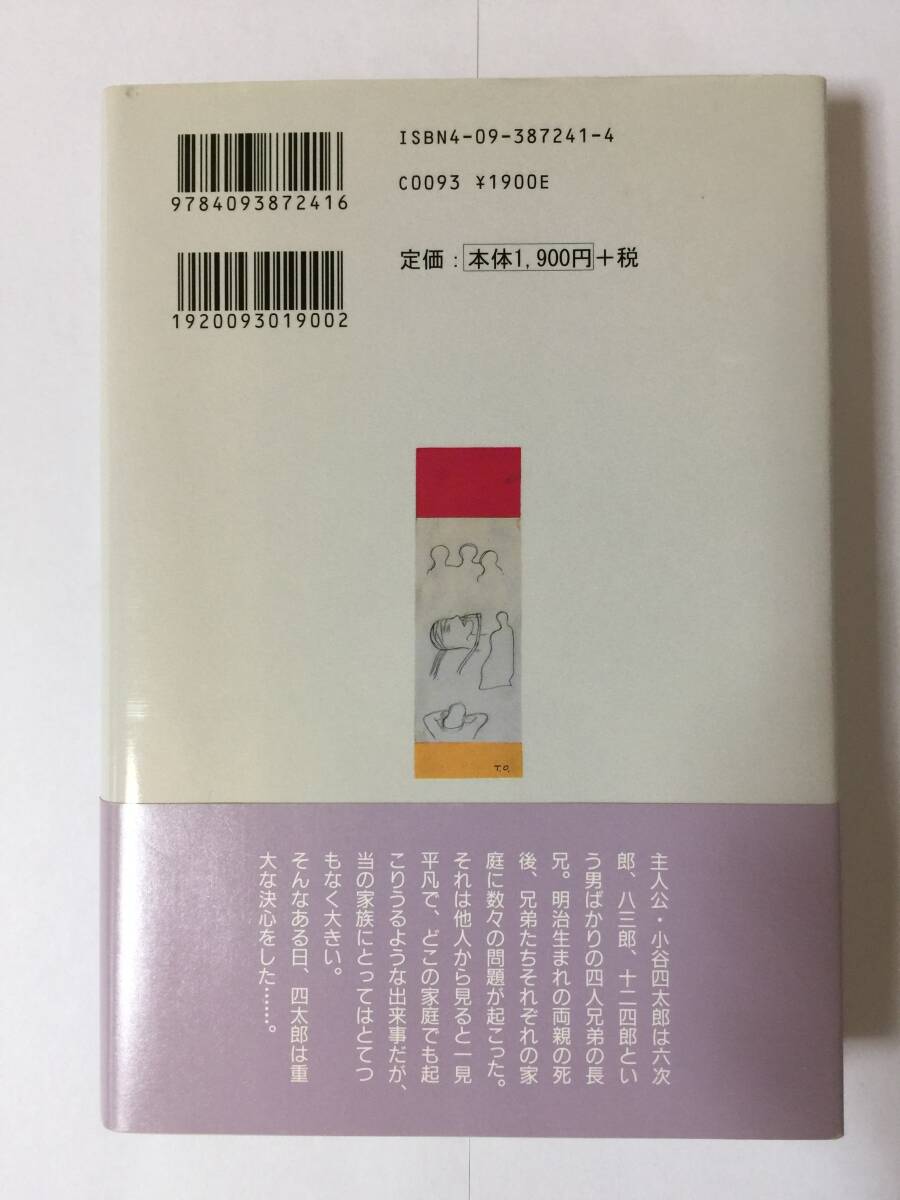 ISBN4-09-387241-4
9784093872416
C0093 ¥1900E
1920093019002
定価：本体1,900円+税
T.O.
主人公・小谷四太郎は六次
郎、八三郎、十二四郎とい
う男ばかりの四人兄弟の長
兄。明治生まれの両親の死
後、兄弟たちそれぞれの家
庭に数々の問題が起こった。
それは他人から見ると一見
平凡で、どこの家庭でも起
こりうるような出来事だが、
当の家族にとってはとてつ
もなく大きい。
そんなある日、四太郎は重
大な決心をした……。